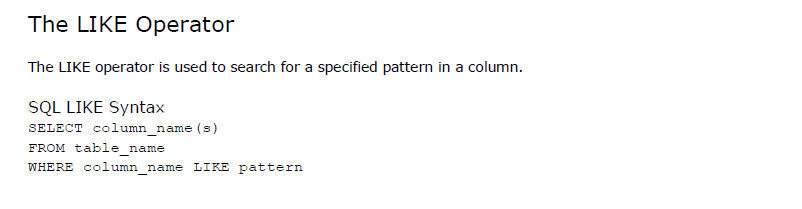 The LIKE Operator
The LIKE operator is used to search for a specified pattern in a column.
SQL LIKE Syntax
SELECT column_name(s)
FROM table_name
WHERE column_name LIKE pattern